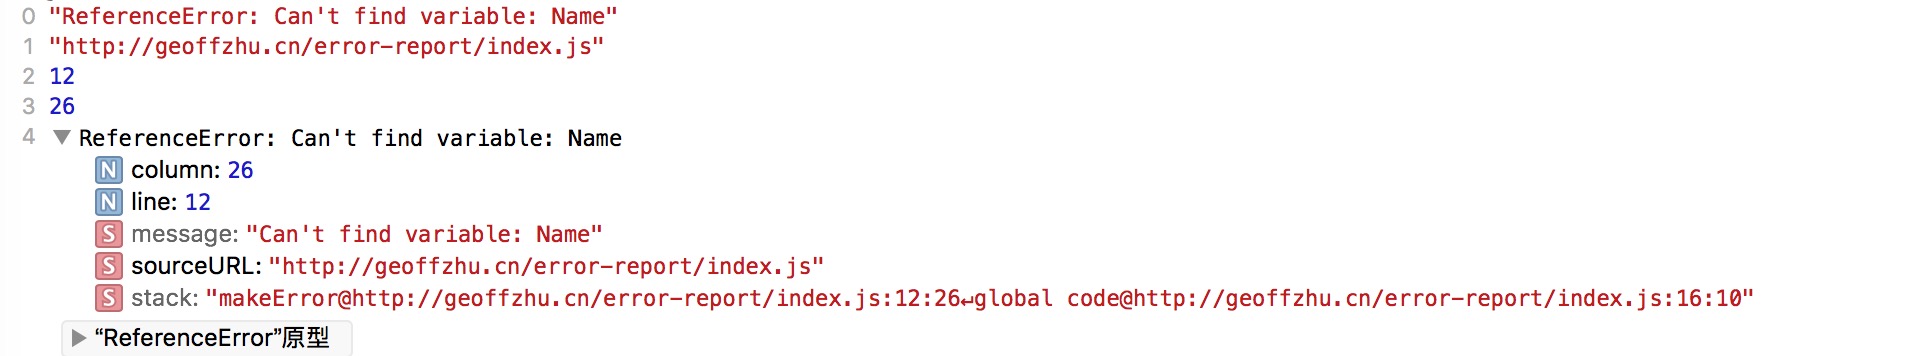 0 "ReferenceError: Can't find variable: Name"
1 "http://geoffzhu.cn/error-report/index.js"
2 12
3 26
4 ▼ ReferenceError: Can't find variable: Name
N column: 26
N line: 12
S message: "Can't find variable: Name"
S sourceURL: "http://geoffzhu.cn/error-report/index.js"
S stack: "makeError@http://geoffzhu.cn/error-report/index.js:12:26↵global code@http://geoffzhu.cn/error-report/index.js:16:10"
▶ “ReferenceError”原型